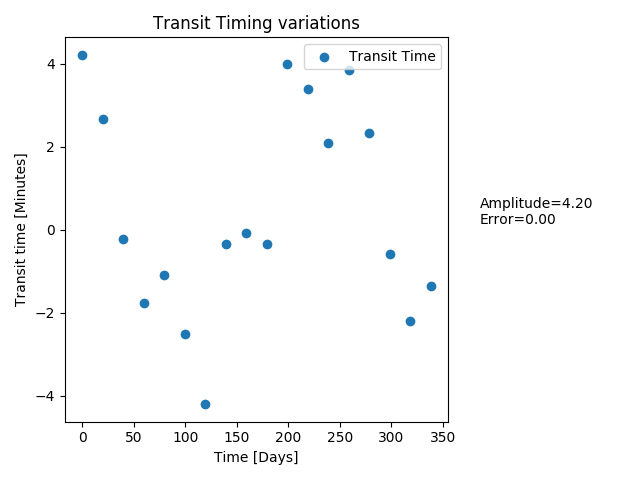 Transit Timing variations
Transit Time
Transit time [Minutes]
4
2
0
−2
−4
0 50 100 150 200 250 300 350
Time [Days]
Amplitude=4.20
Error=0.00